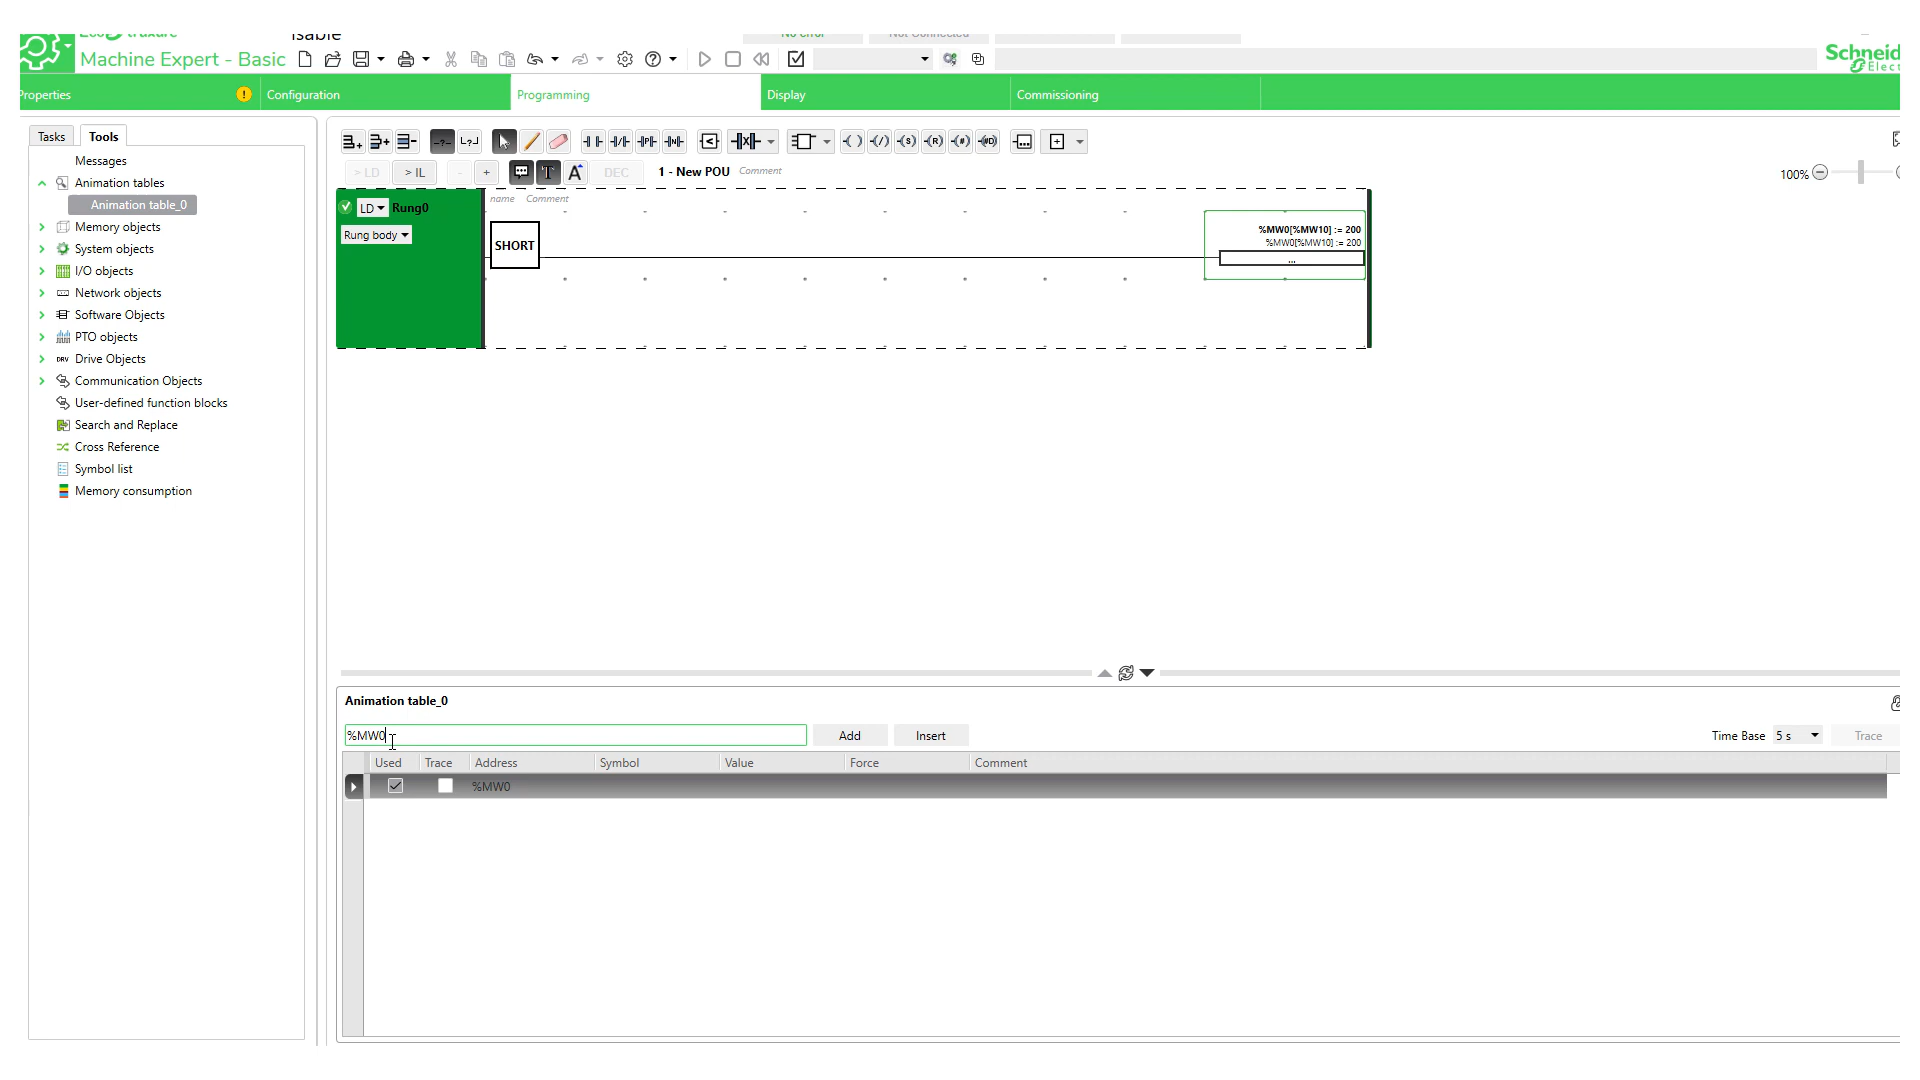 Machine Expert - Basic
Schneid
Elect
Properties
!
Configuration
Programming
Display
Commissioning
Tasks
Tools
Messages
Animation tables
Animation table_0
Memory objects
System objects
I/O objects
Network objects
Software Objects
PTO objects
DRV
Drive Objects
Communication Objects
User-defined function blocks
Search and Replace
Cross Reference
Symbol list
Memory consumption
> LD
> IL
-
+
T
A
DEC
1 - New POU
Comment
100%
LD
Rung0
name
Comment
Rung body
SHORT
%MW0[%MW10] := 200
%MW0[%MW10] := 200
...
Animation table_0
%MW0
Add
Insert
Time Base
5 s
Trace
Used
Trace
Address
Symbol
Value
Force
Comment
%MW0